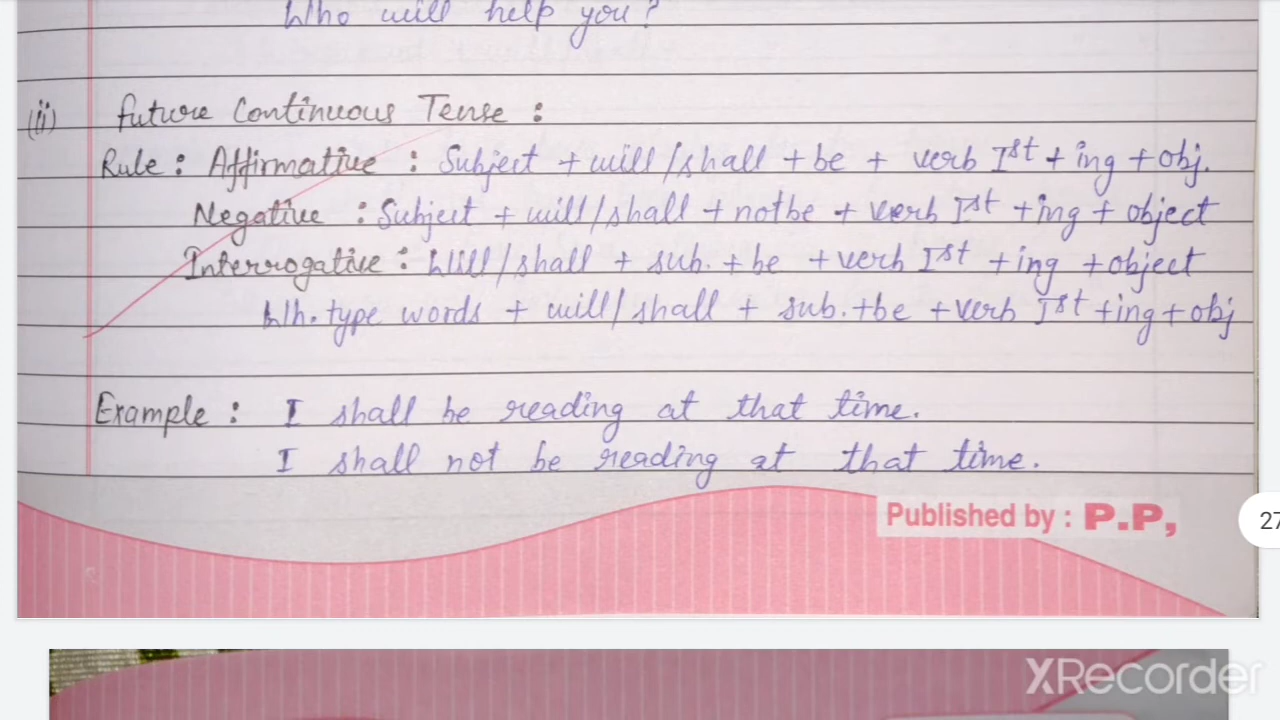 Who will help you?
(ii) Future Continuous Tense :
Rule : Affirmative : Subject + will/shall + be + verb Ist + ing + obj.
Negative : Subject + will/shall + notbe + verb Ist + ing + object
Interrogative : Will/shall + sub. + be + verb Ist + ing + object
Wh. type words + will/shall + sub. + be + verb Ist + ing + obj
Example : I shall be reading at that time.
I shall not be reading at that time.
Published by : P.P,
27
XRecorder